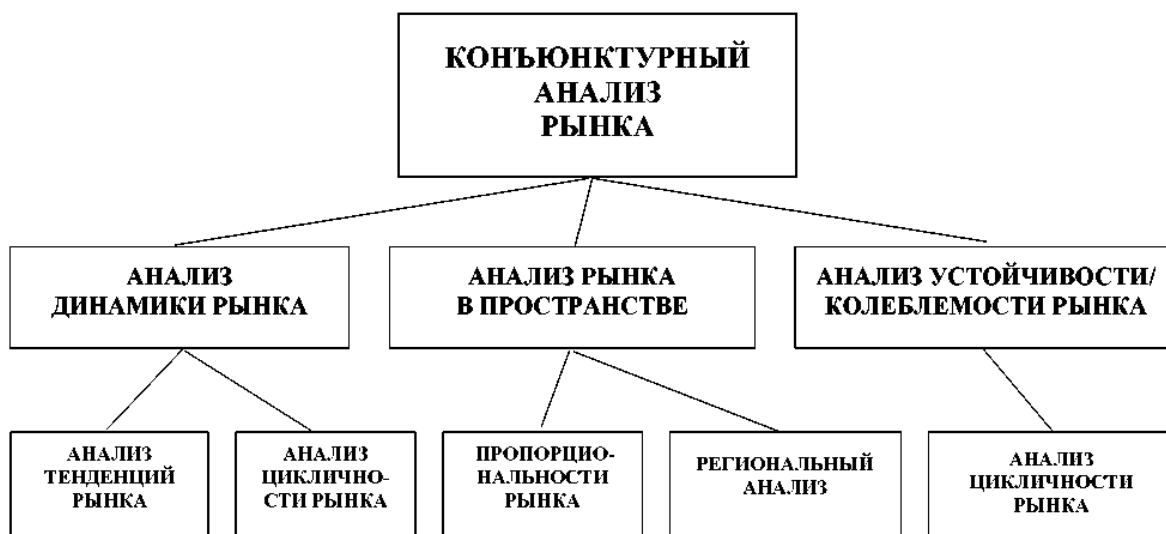 КОНЪЮНКТУРНЫЙ
АНАЛИЗ
РЫНКА
АНАЛИЗ
ДИНАМИКИ РЫНКА
АНАЛИЗ РЫНКА
В ПРОСТРАНСТВЕ
АНАЛИЗ УСТОЙЧИВОСТИ/
КОЛЕБЛЕМОСТИ РЫНКА
АНАЛИЗ
ТЕНДЕНЦИЙ
РЫНКА
АНАЛИЗ
ЦИКЛИЧНО-
СТИ РЫНКА
ПРОПОРЦИО-
НАЛЬНОСТИ
РЫНКА
РЕГИОНАЛЬНЫЙ
АНАЛИЗ
АНАЛИЗ
ЦИКЛИЧНОСТИ
РЫНКА